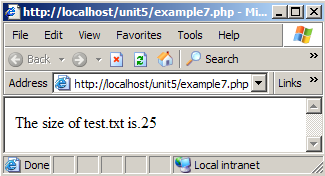 http://localhost/unit5/example7.php - Mi...
File Edit View Favorites Tools Help
Back Search
Address http://localhost/unit5/example7.php Links
The size of test.txt is.25
Done Local intranet